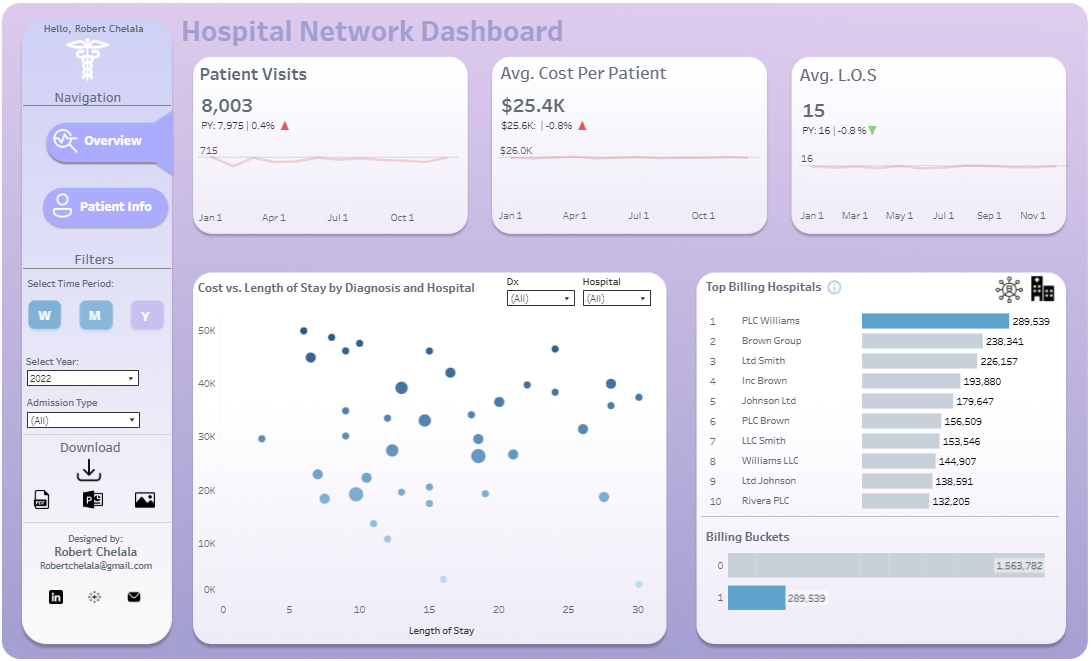 Hello, Robert Chelala
Hospital Network Dashboard
Navigation
Overview
Patient Info
Filters
Select Time Period:
W M Y
Select Year:
2022
Admission Type
(All)
Download
PDF
Designed by:
Robert Chelala
Robertchelala@gmail.com
in
Patient Visits
8,003
PY: 7,975 | 0.4%
715
Jan 1 Apr 1 Jul 1 Oct 1
Avg. Cost Per Patient
$25.4K
$25.6K: | -0.8%
$26.0K
Jan 1 Apr 1 Jul 1 Oct 1
Avg. L.O.S
15
PY: 16 | -0.8 %
16
Jan 1 Mar 1 May 1 Jul 1 Sep 1 Nov 1
Cost vs. Length of Stay by Diagnosis and Hospital
Dx
(All)
Hospital
(All)
50K
40K
30K
20K
10K
0K
0 5 10 15 20 25 30
Length of Stay
Top Billing Hospitals
1 PLC Williams 289,539
2 Brown Group 238,341
3 Ltd Smith 226,157
4 Inc Brown 193,880
5 Johnson Ltd 179,647
6 PLC Brown 156,509
7 LLC Smith 153,546
8 Williams LLC 144,907
9 Ltd Johnson 138,591
10 Rivera PLC 132,205
Billing Buckets
0 1,563,782
1 289,539